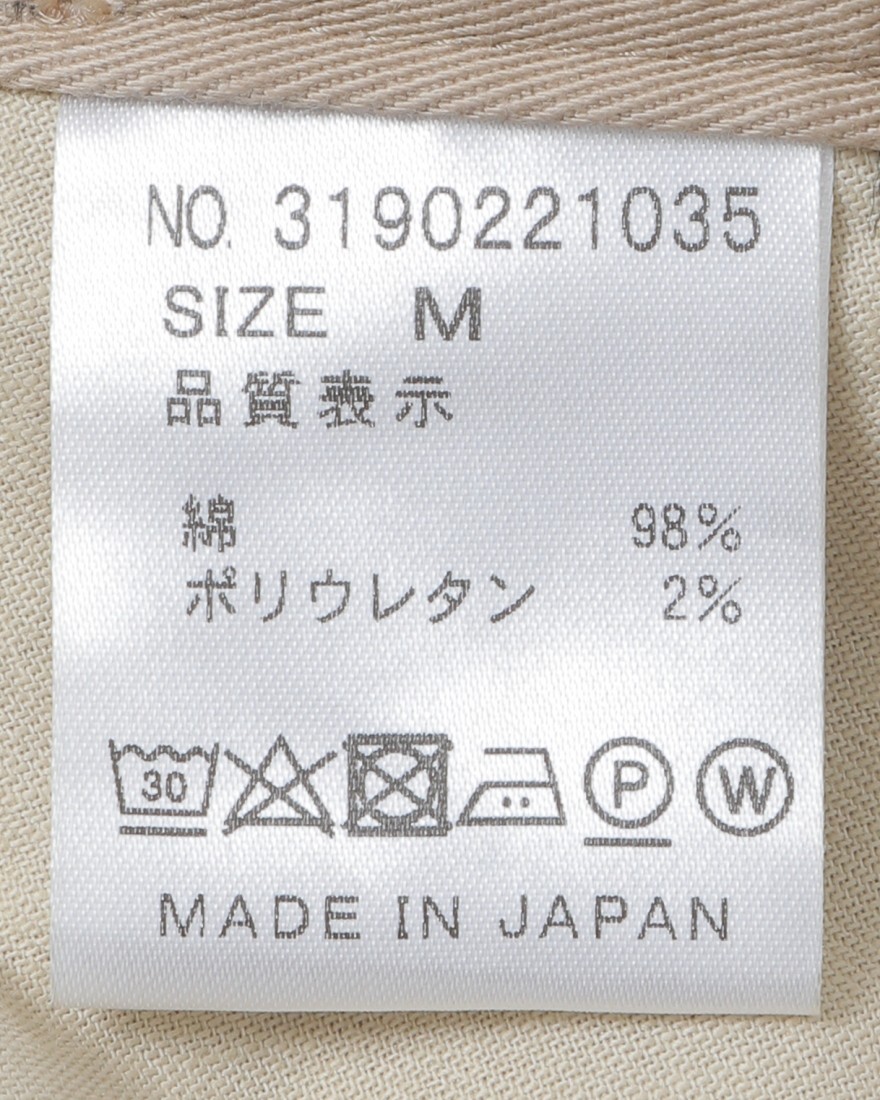 NO. 3190221035
SIZE M
品質表示
綿 98%
ポリウレタン 2%
30 P W
MADE IN JAPAN